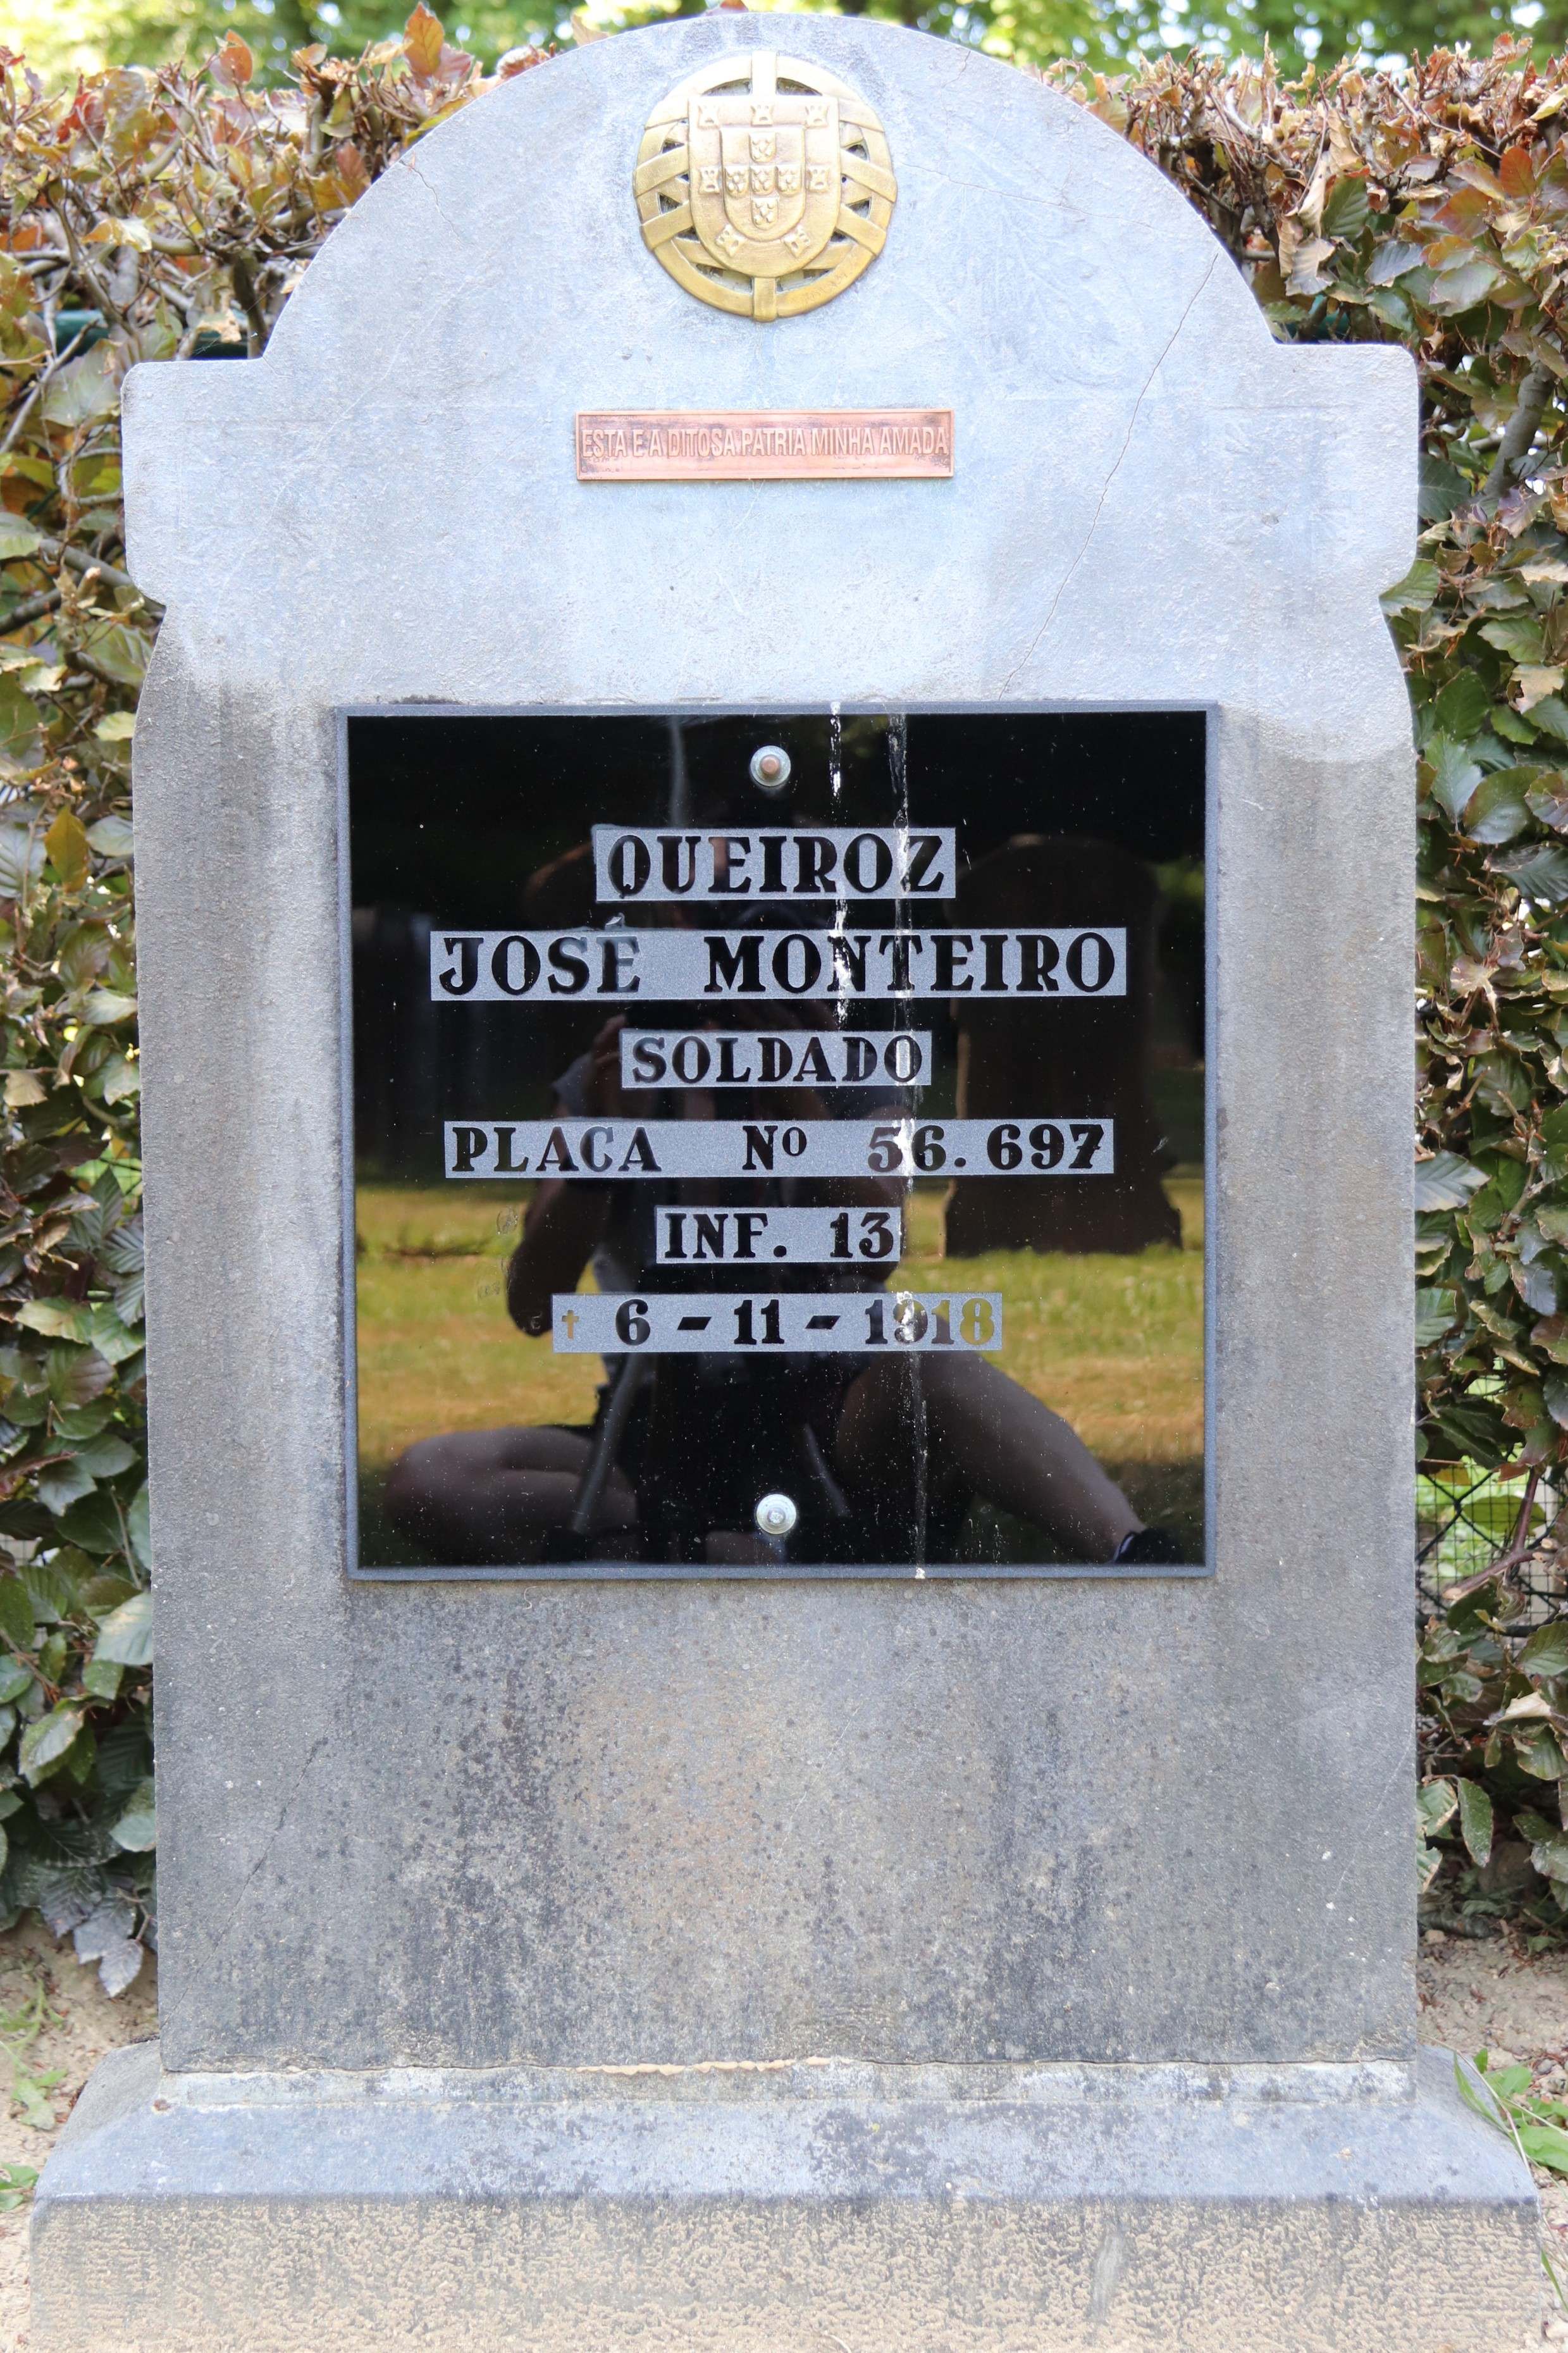 ESTA E A DITOSA PATRIA MINHA AMADA
QUEIROZ
JOSÉ MONTEIRO
SOLDADO
PLACA Nº 56.697
INF. 13
† 6 - 11 - 1918